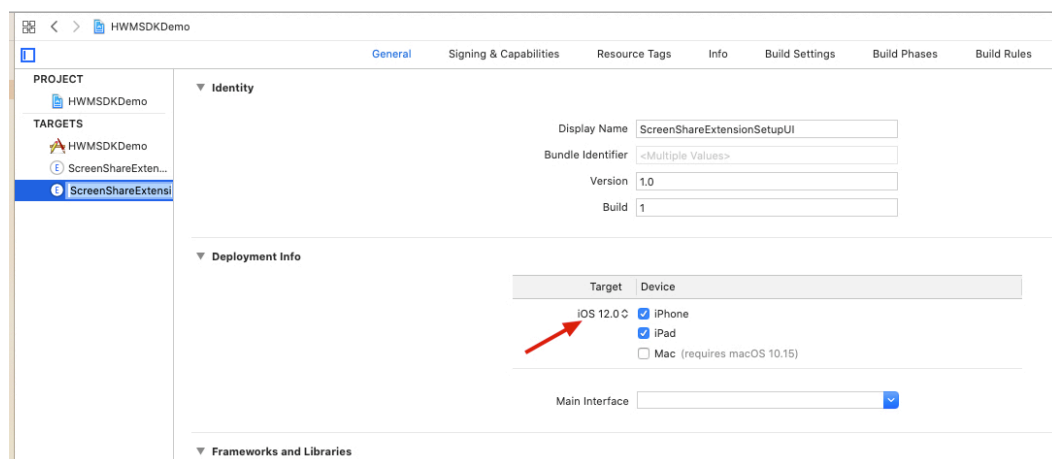 HWMSDKDemo
General Signing & Capabilities Resource Tags Info Build Settings Build Phases Build Rules
PROJECT
HWMSDKDemo
TARGETS
HWMSDKDemo
E ScreenShareExten...
E ScreenShareExtensi
Identity
Display Name ScreenShareExtensionSetupUI
Bundle Identifier <Multiple Values>
Version 1.0
Build 1
Deployment Info
Target Device
iOS 12.0 iPhone
iPad
Mac (requires macOS 10.15)
Main Interface
Frameworks and Libraries